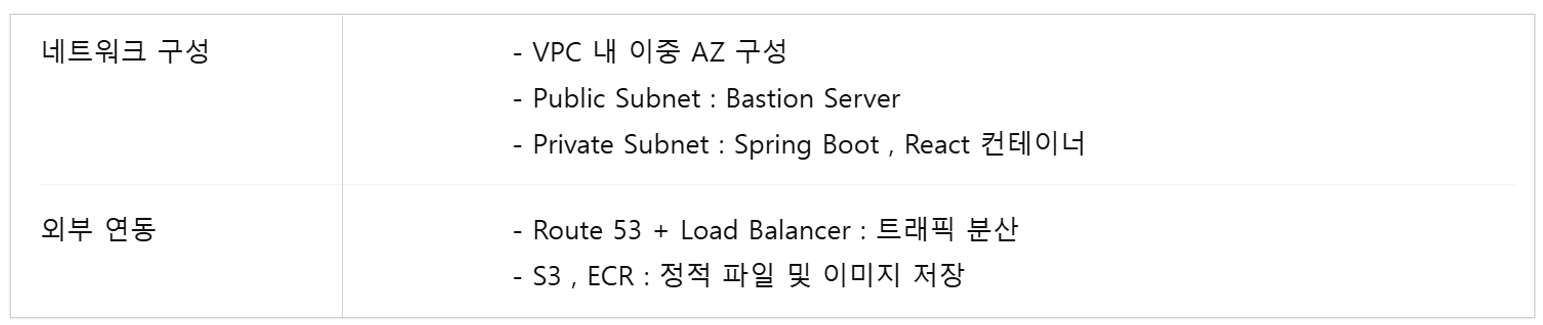 네트워크 구성
- VPC 내 이중 AZ 구성
- Public Subnet : Bastion Server
- Private Subnet : Spring Boot , React 컨테이너
외부 연동
- Route 53 + Load Balancer : 트래픽 분산
- S3 , ECR : 정적 파일 및 이미지 저장